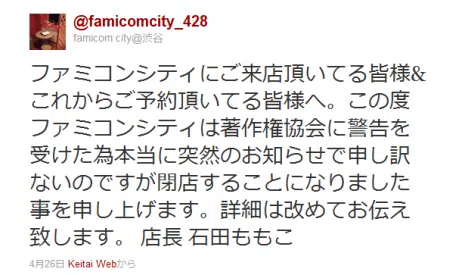 @famicomcity_428
famicom city@渋谷
ファミコンシティにご来店頂いてる皆様&
これからご予約頂いてる皆様へ。この度
ファミコンシティは著作権協会に警告を
受けた為本当に突然のお知らせで申し訳
ないのですが閉店することになりました
事を申し上げます。詳細は改めてお伝え
致します。 店長 石田ももこ
4月26日 Keitai Webから